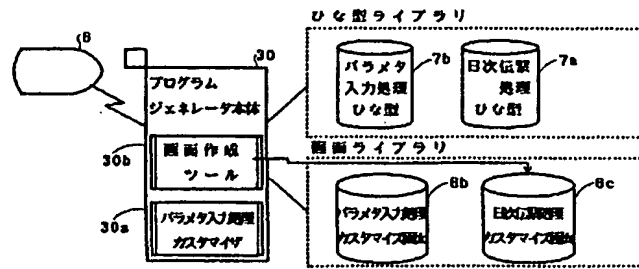 ひな型ライブラリ
6
30
プログラム
ジェネレータ本体
パラメタ
入力処理
ひな型
7b
日次伝票
処理
ひな型
7a
30b
画面作成
ツール
画面ライブラリ
30a
パラメタ入力処理
カスタマイザ
パラメタ入力処理
カスタマイズ画面
6b
日次伝票処理
カスタマイズ画面
6c